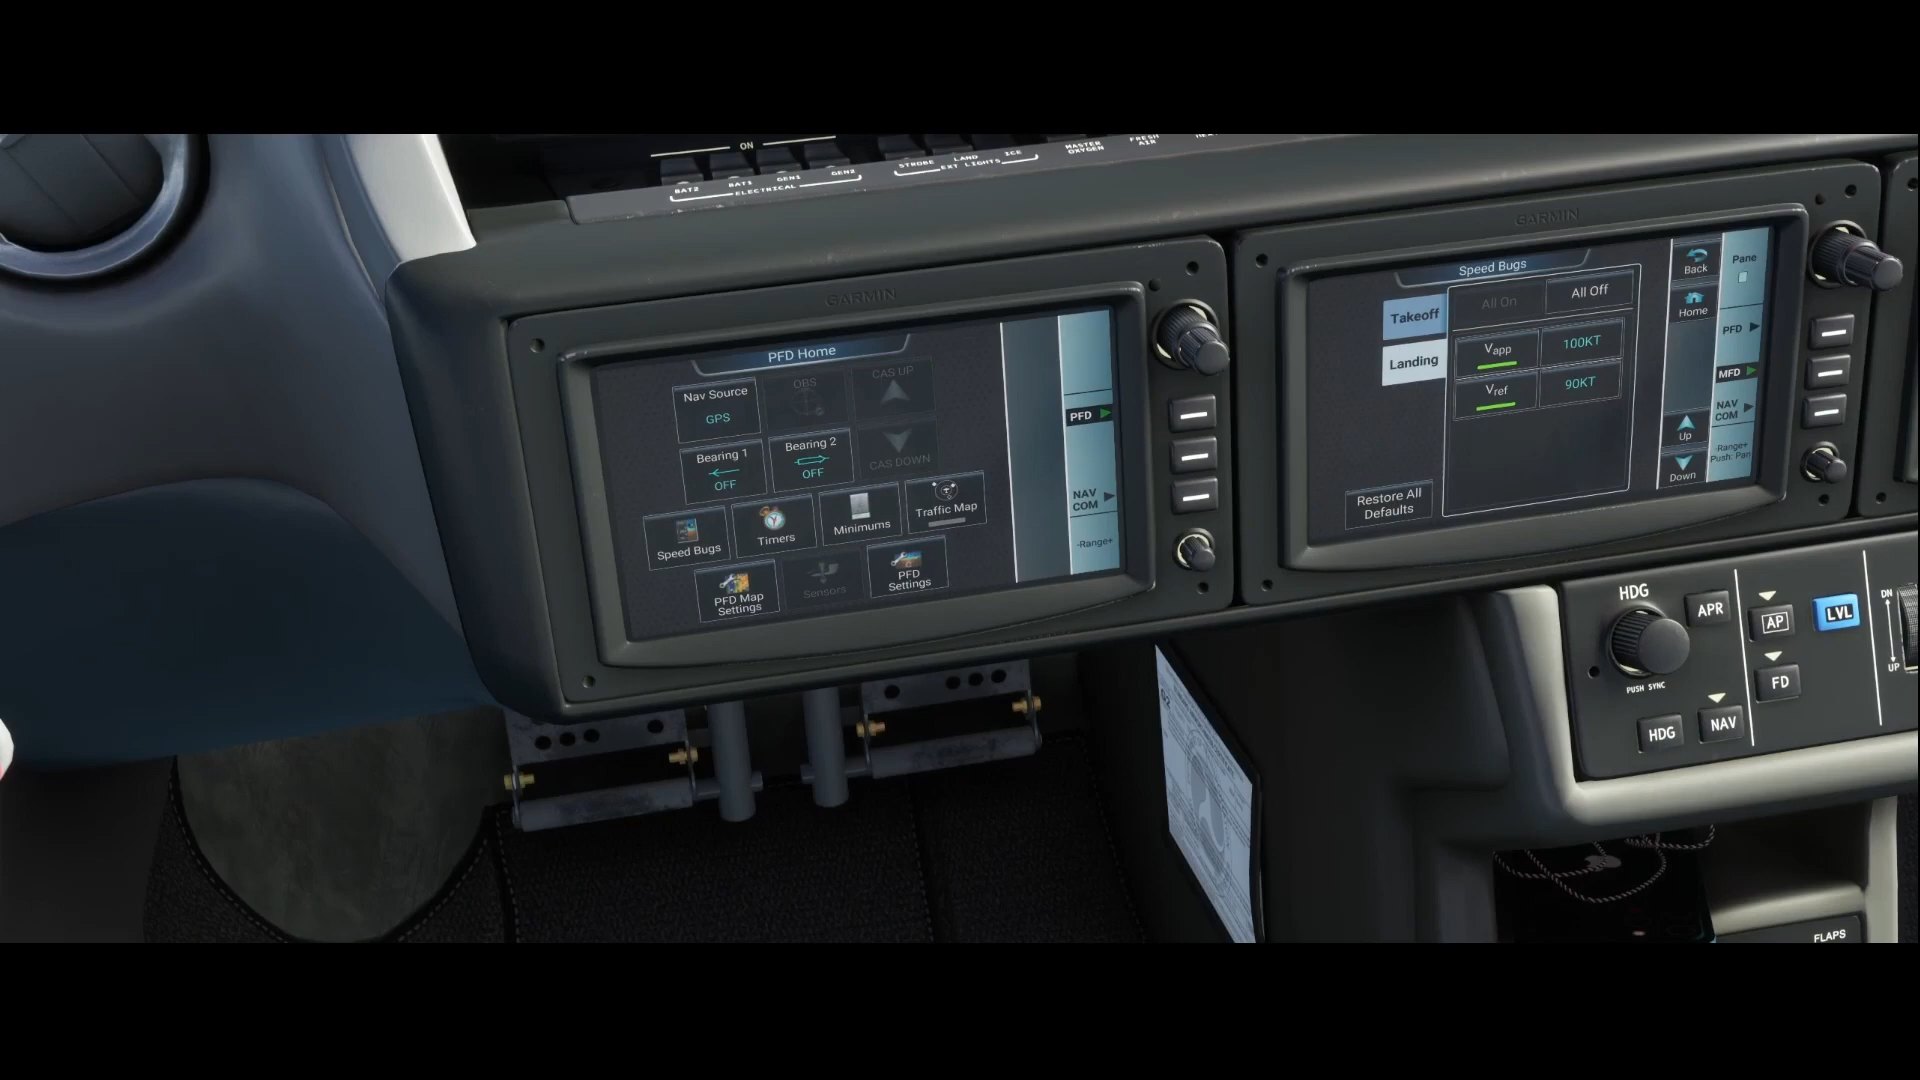 ON
BAT2
BAT1
GEN1
GEN2
ELECTRICAL
STROBE
LAND
ICE
EXT LIGHTS
MASTER
OXYGEN
FRESH
AIR
GARMIN
PFD Home
Nav Source
GPS
OBS
CAS UP
Bearing 1
OFF
Bearing 2
OFF
CAS DOWN
Speed Bugs
Timers
Minimums
Traffic Map
PFD Map
Settings
Sensors
PFD
Settings
PFD
NAV
COM
-Range+
GARMIN
Speed Bugs
Takeoff
Landing
All On
All Off
Vapp
100KT
Vref
90KT
Restore All
Defaults
Back
Home
Up
Down
Pane
PFD
MFD
NAV
COM
-Range+
Push: Pan
HDG
PUSH SYNC
APR
HDG
NAV
AP
FD
LVL
DN
UP
FLAPS